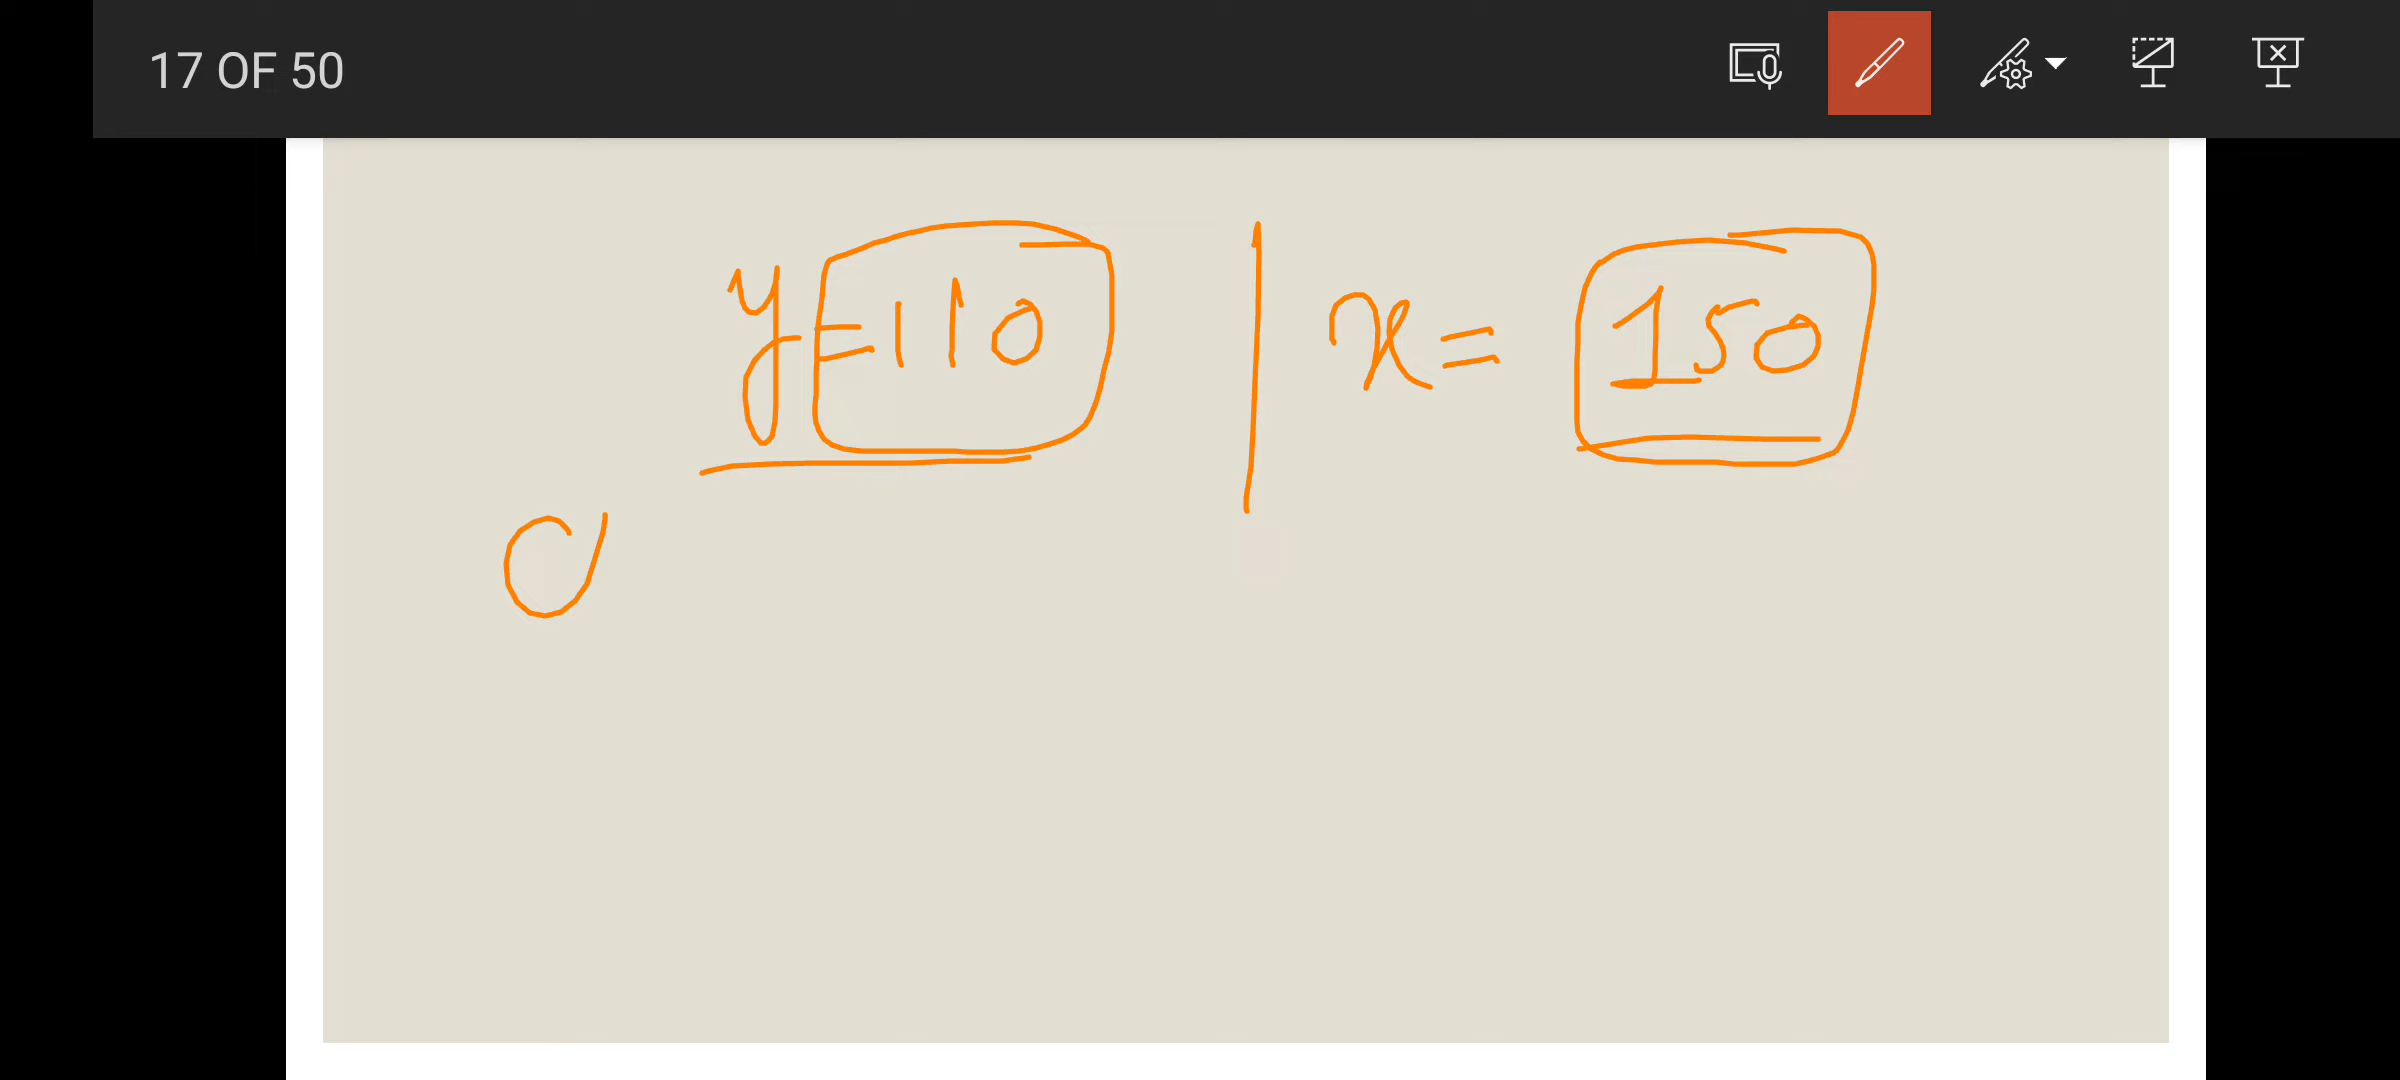 17 OF 50
y = 110 | x = 150